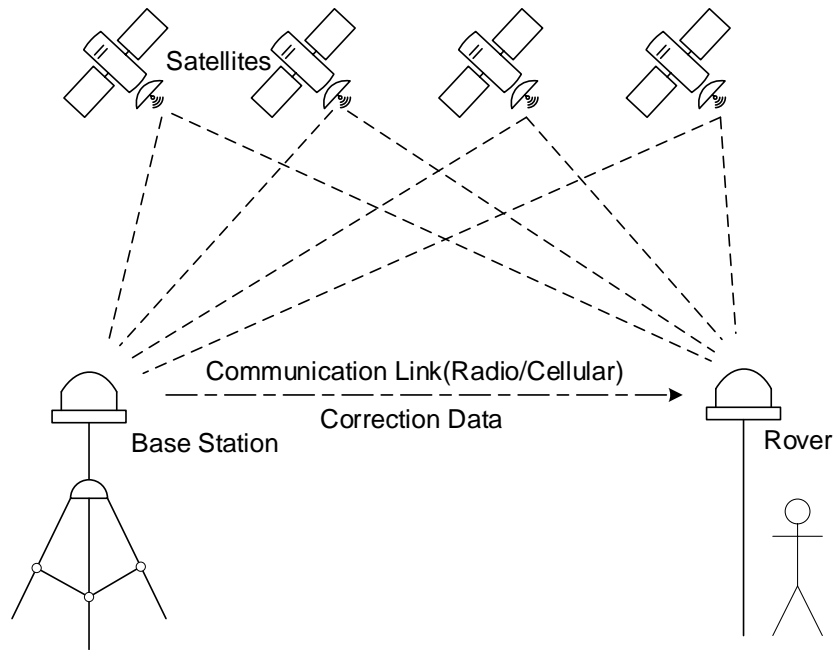 Satellites
Communication Link(Radio/Cellular)
Correction Data
Base Station
Rover